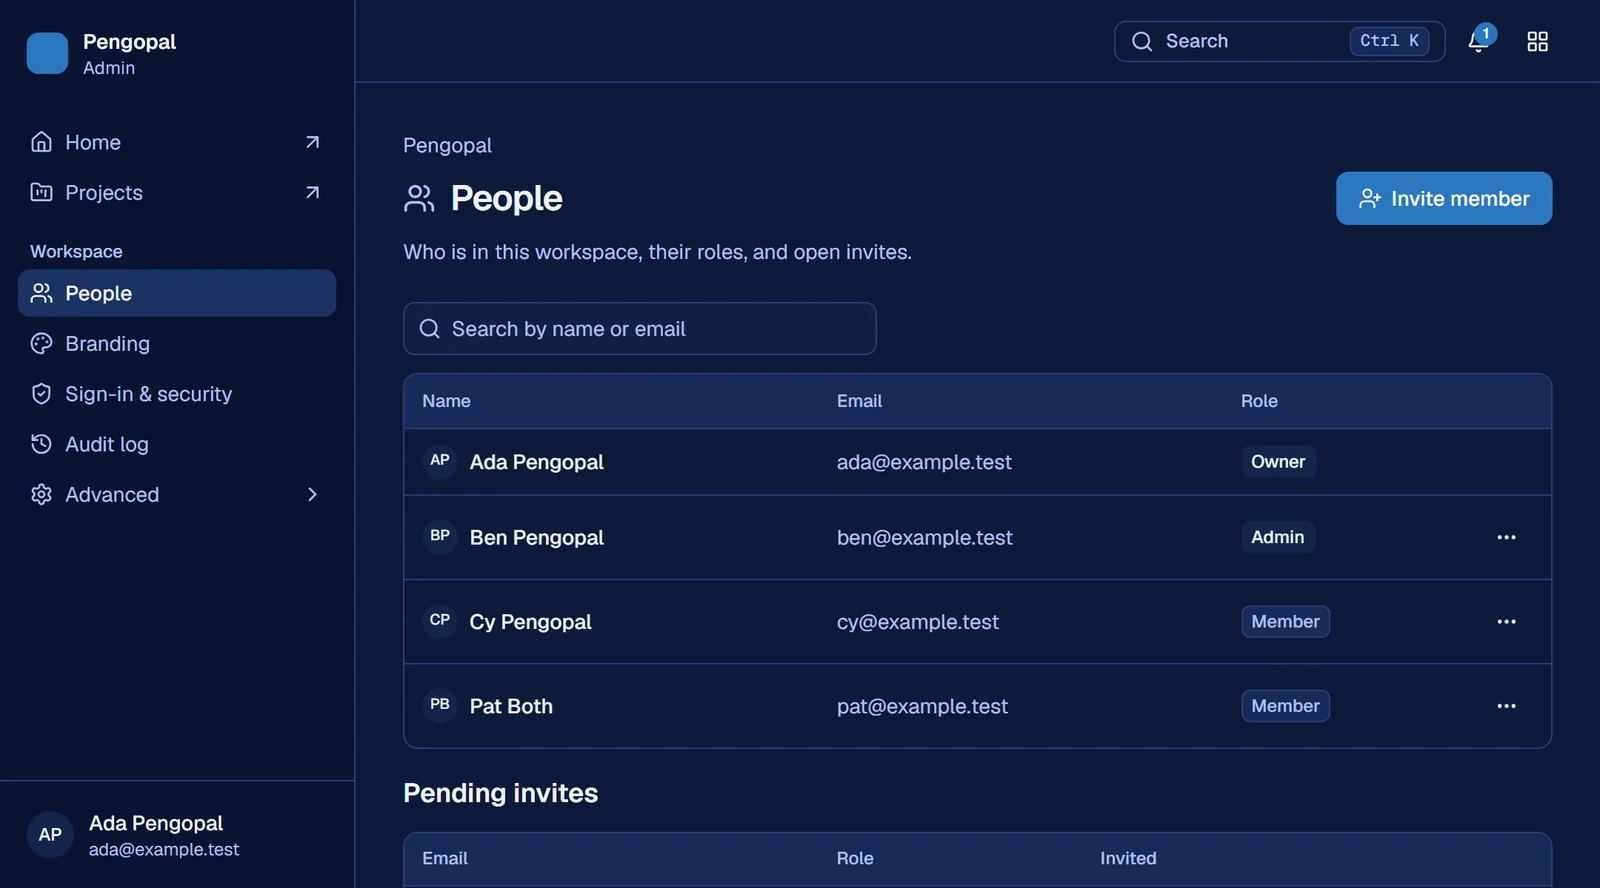 Pengopal
Admin
Home
Projects
Workspace
People
Branding
Sign-in & security
Audit log
Advanced
AP
Ada Pengopal
ada@example.test
Search
Ctrl K
1
Pengopal
People
Invite member
Who is in this workspace, their roles, and open invites.
Search by name or email
Name Email Role
AP Ada Pengopal ada@example.test Owner
BP Ben Pengopal ben@example.test Admin
CP Cy Pengopal cy@example.test Member
PB Pat Both pat@example.test Member
Pending invites
Email Role Invited